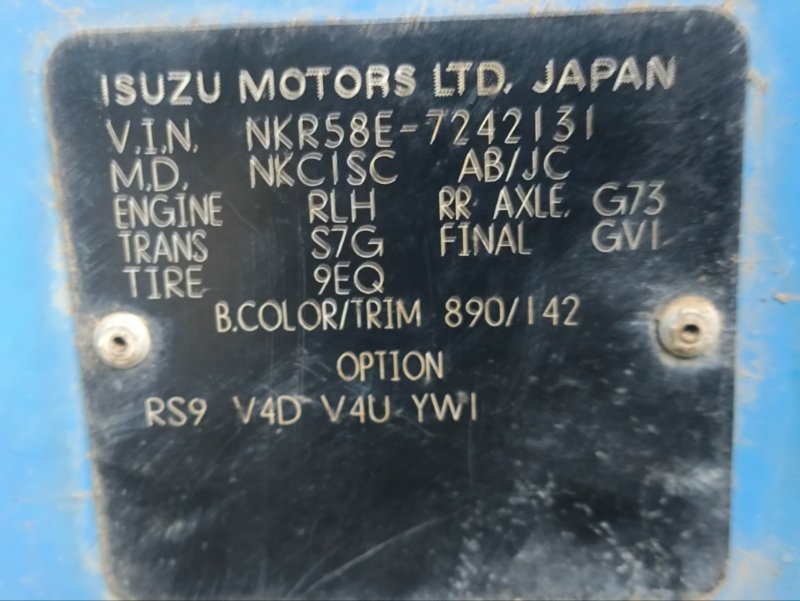 ISUZU MOTORS LTD. JAPAN
V.I.N. NKR58E-7242131
M.D. NKC1SC AB/JC
ENGINE RLH RR AXLE. G73
TRANS S7G FINAL GV1
TIRE 9EQ
B.COLOR/TRIM 890/142
OPTION
RS9 V4D V4U YW1